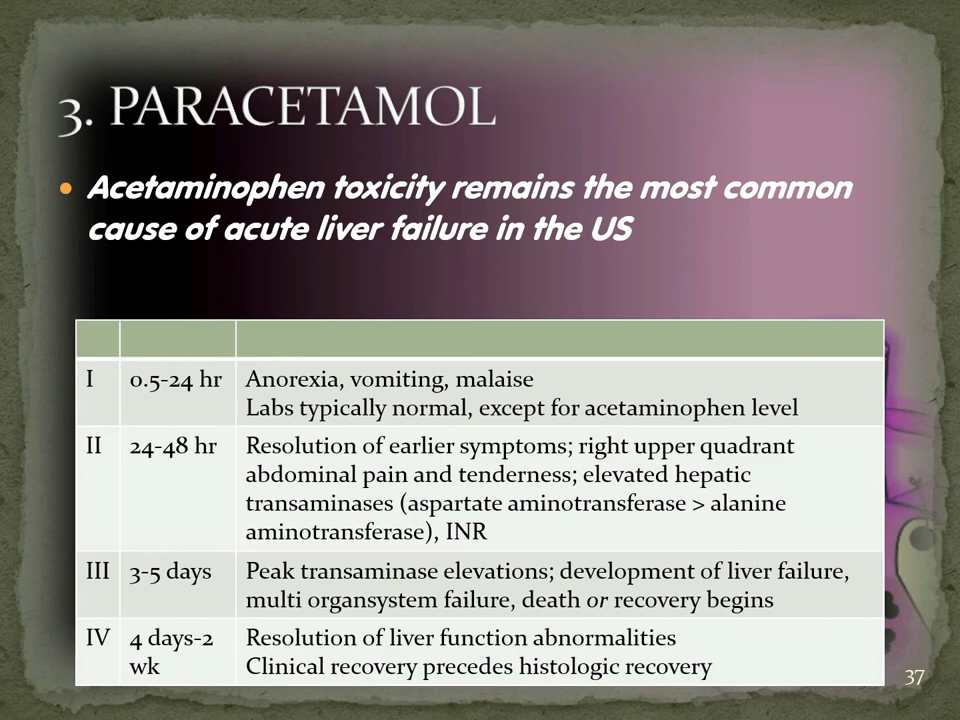 3. PARACETAMOL
• Acetaminophen toxicity remains the most common
cause of acute liver failure in the US
I 0.5-24 hr Anorexia, vomiting, malaise
Labs typically normal, except for acetaminophen level
II 24-48 hr Resolution of earlier symptoms; right upper quadrant
abdominal pain and tenderness; elevated hepatic
transaminases (aspartate aminotransferase > alanine
aminotransferase), INR
III 3-5 days Peak transaminase elevations; development of liver failure,
multi organsystem failure, death or recovery begins
IV 4 days-2 Resolution of liver function abnormalities
wk Clinical recovery precedes histologic recovery
37